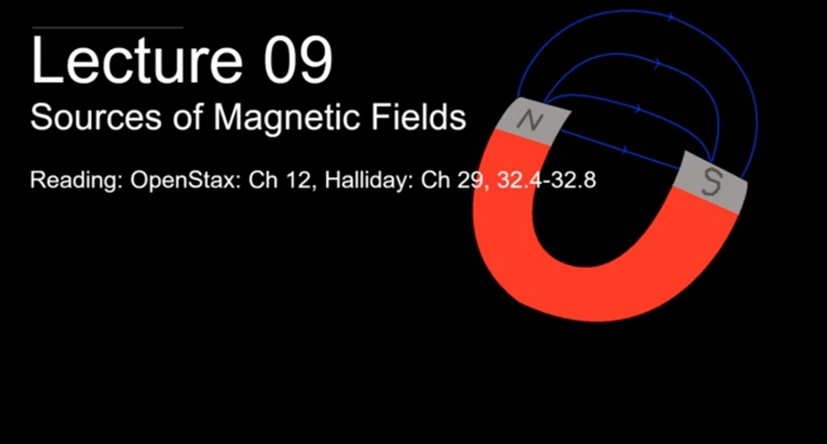 Lecture 09
Sources of Magnetic Fields
Reading: OpenStax: Ch 12, Halliday: Ch 29, 32.4-32.8
N
S